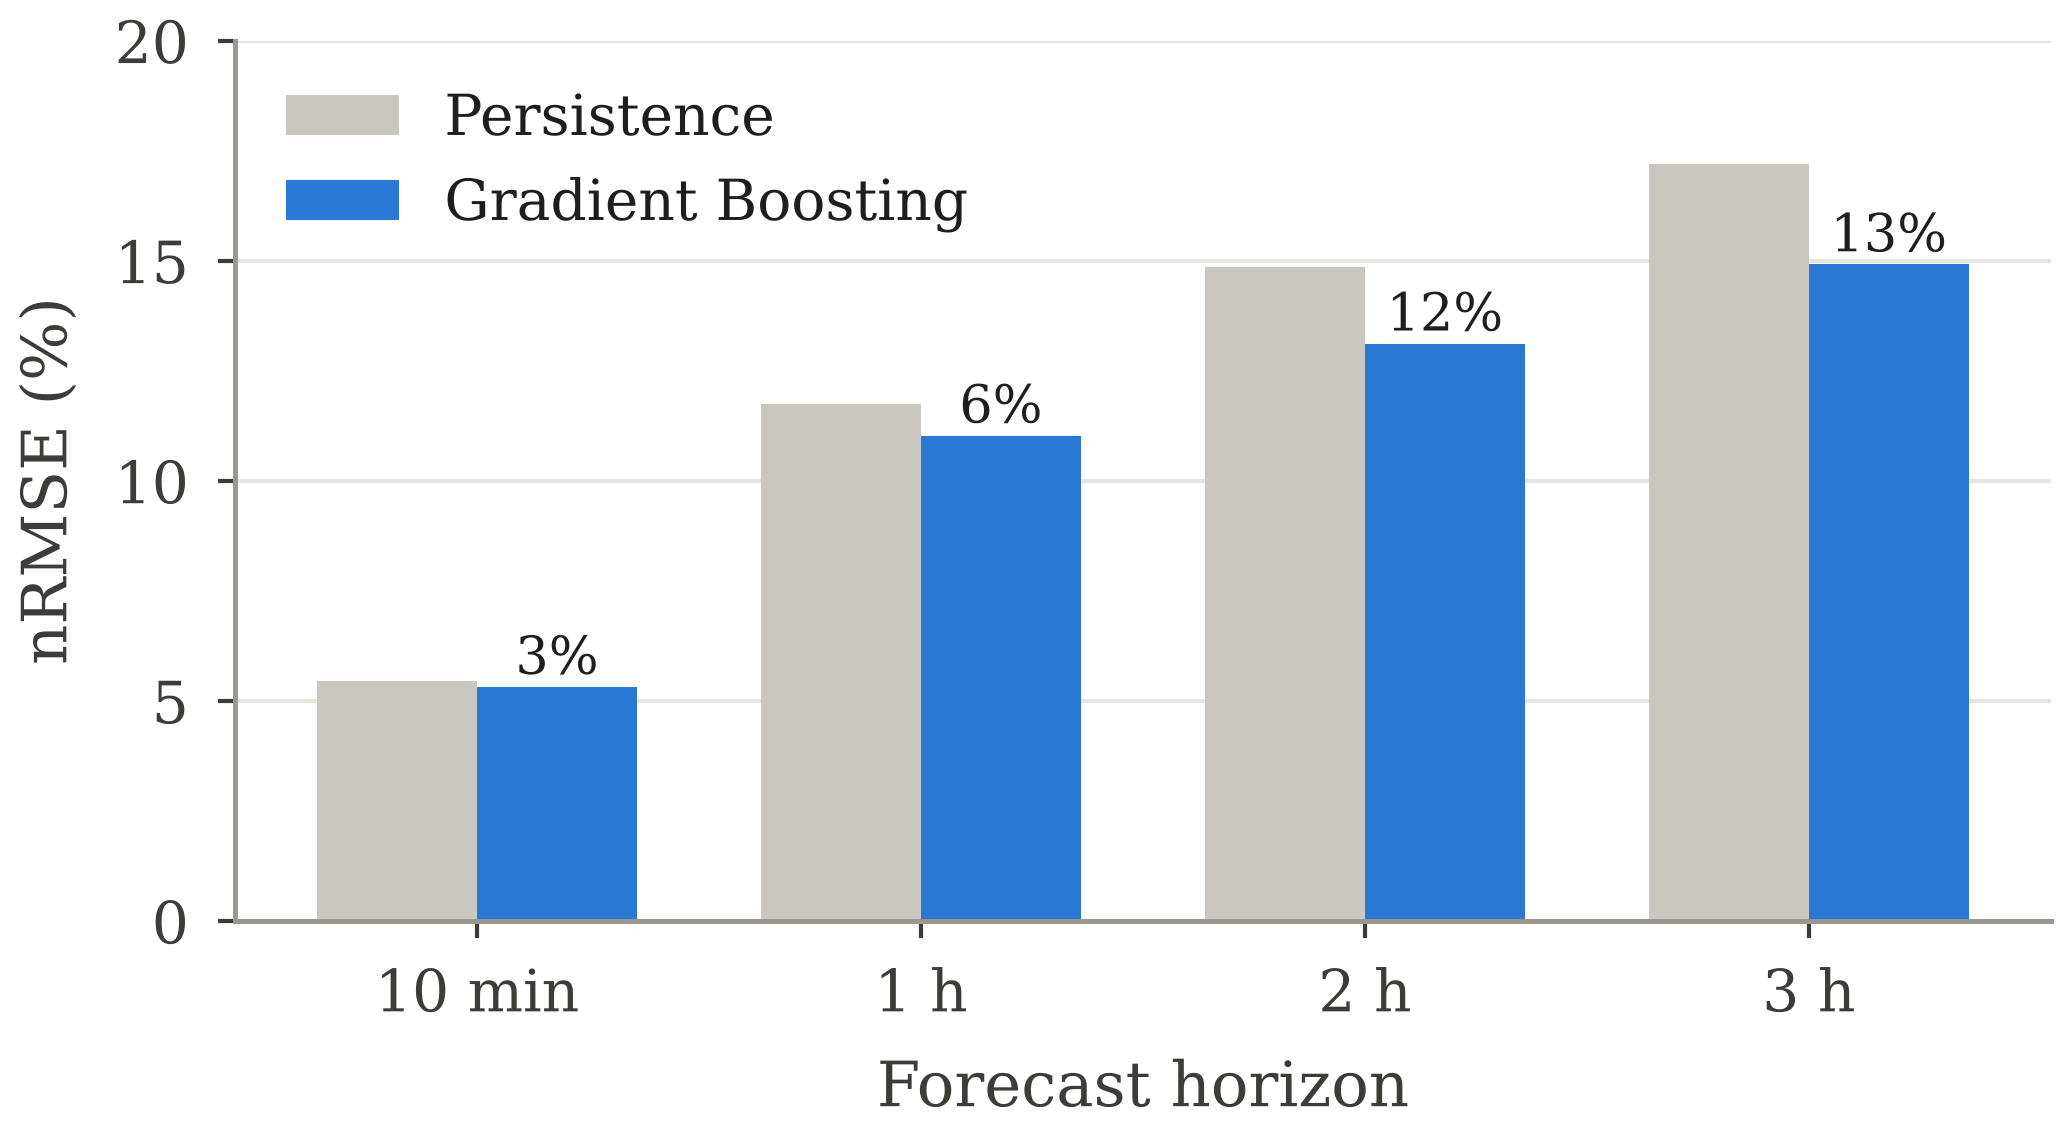 20
15
10
5
0
nRMSE (%)
Persistence
Gradient Boosting
3%
6%
12%
13%
10 min
1 h
2 h
3 h
Forecast horizon